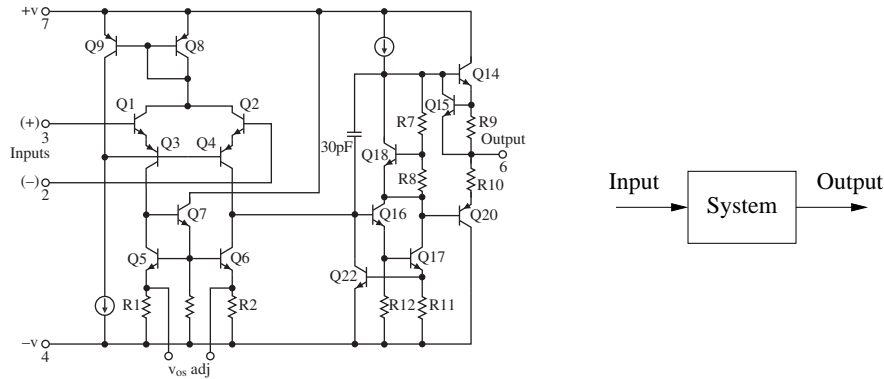 +v
7
Q9
Q8
Q14
Q1
Q2
Q15
(+)
3
R7
R9
Q3
Q4
30pF
Output
6
Inputs
Q18
(−)
2
R8
R10
Q7
Q16
Q20
Q5
Q6
Q22
Q17
R1
R2
R12
R11
−v
4
vos adj
Input
System
Output